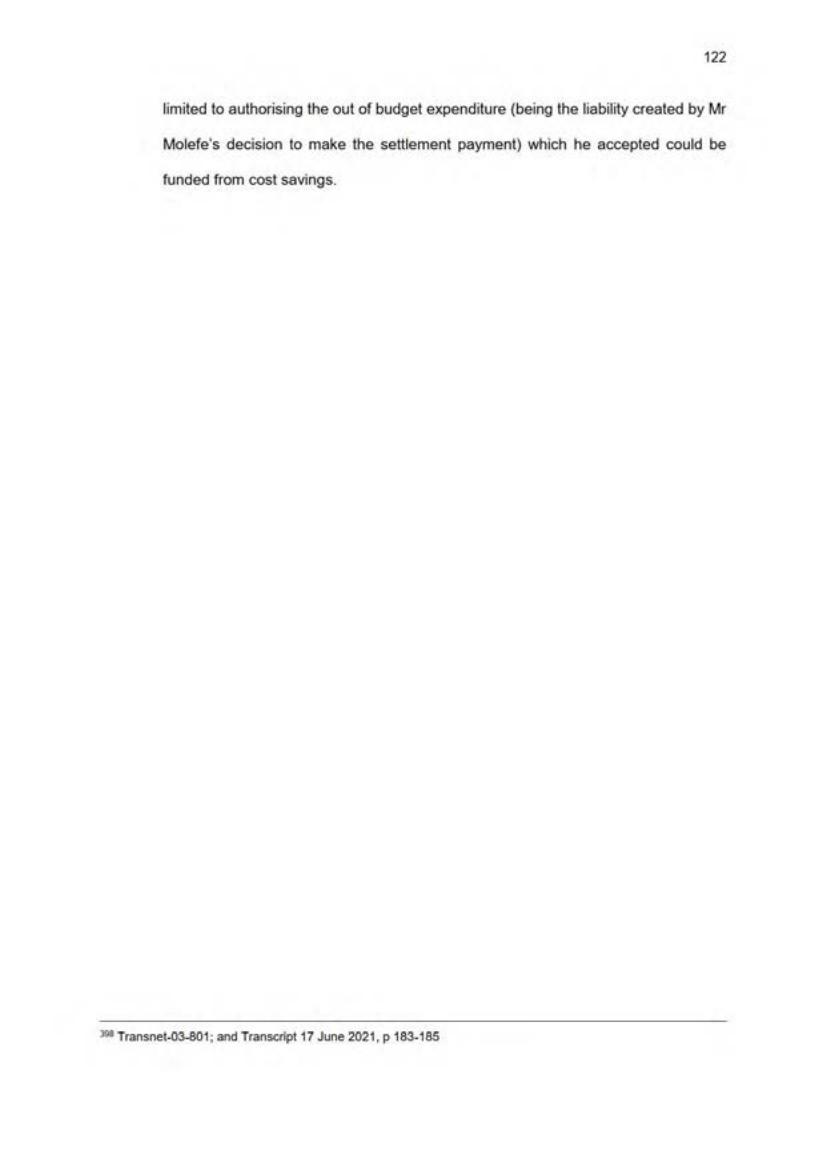 122
limited to authorising the out of budget expenditure (being the liability created by Mr
Molefe's decision to make the settlement payment) which he accepted could be
funded from cost savings.
398 Transnet-03-801; and Transcript 17 June 2021, p 183-185